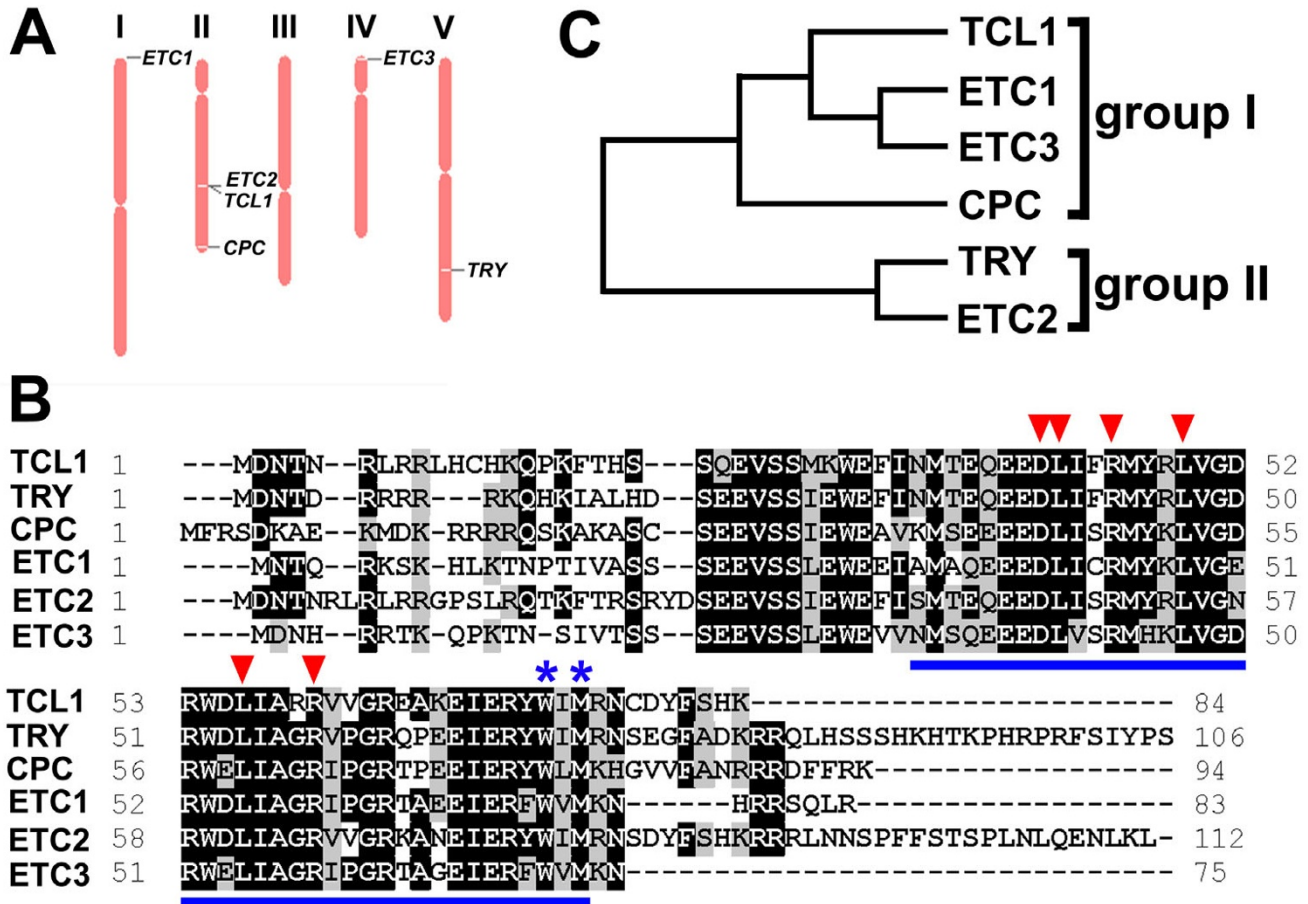 A
I II III IV V
ETC1
ETC3
ETC2
TCL1
CPC
TRY
C
TCL1
ETC1
ETC3
CPC
TRY
ETC2
group I
group II
B
TCL1 1 ---MDNTN--RLRRLHCHKQPKFTHS---SQEVSSMKWEFINMTEQEEDLIFRMYRLVGD 52
TRY 1 ---MDNTD--RRRR---RKQHKIALHD--SEEVSSIEWEFINMTEQEEDLIFRMYRLVGD 50
CPC 1 MFRSDKAE--KMDK-RRRRQSKAKASC--SEEVSSIEWEAVKMSEEEEDLISRMYKLVGD 55
ETC1 1 ----MNTQ--RKSK-HLKTNPTIVASS--SEEVSSLEWEEIAMAQEEEDLICRMYKLVGE 51
ETC2 1 ---MDNTNRLRLRRGPSLRQTKFTRSRYDSEEVSSIEWEFISMTEQEEDLISRMYRLVGN 57
ETC3 1 ----MDNH--RRTK-QPKTN-SIVTSS--SEEVSSLEWEVVNMSQEEEDLVSRMHKLVGD 50
* *
TCL1 53 RWDLIARRVVGREAKEIERYWIMRNCDYFSHK------------------------ 84
TRY 51 RWDLIAGRVPGRQPEEIERYWIMRNSEGFADKRRQLHSSSHKHTKPHRPRFSIYPS 106
CPC 56 RWELIAGRIPGRTPEEIERYWLMKHGVVFANRRRDFFRK----------------- 94
ETC1 52 RWDLIAGRIPGRTAEEIERFWVMKN------HRRSQLR------------------ 83
ETC2 58 RWDLIAGRVVGRKANEIERYWIMRNSDYFSHKRRRLNNSPFFSTSPLNLQENLKL- 112
ETC3 51 RWELIAGRIPGRTAGEIERFWVMKN------------------------------- 75